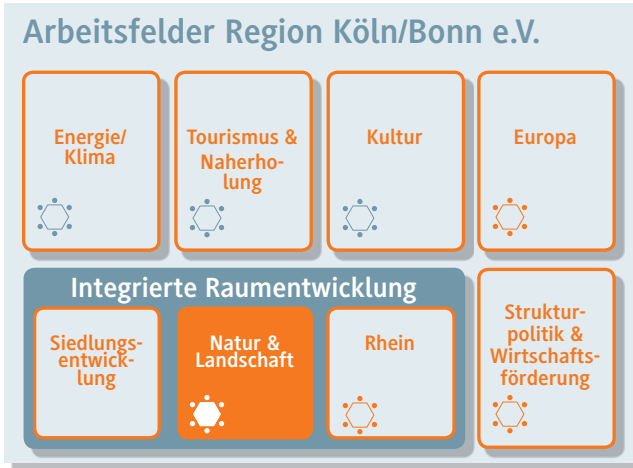 Arbeitsfelder Region Köln/Bonn e.V.
Energie/
Klima
Tourismus &
Naherho-
lung
Kultur
Europa
Integrierte Raumentwicklung
Siedlungs-
entwick-
lung
Natur &
Landschaft
Rhein
Struktur-
politik &
Wirtschafts-
förderung